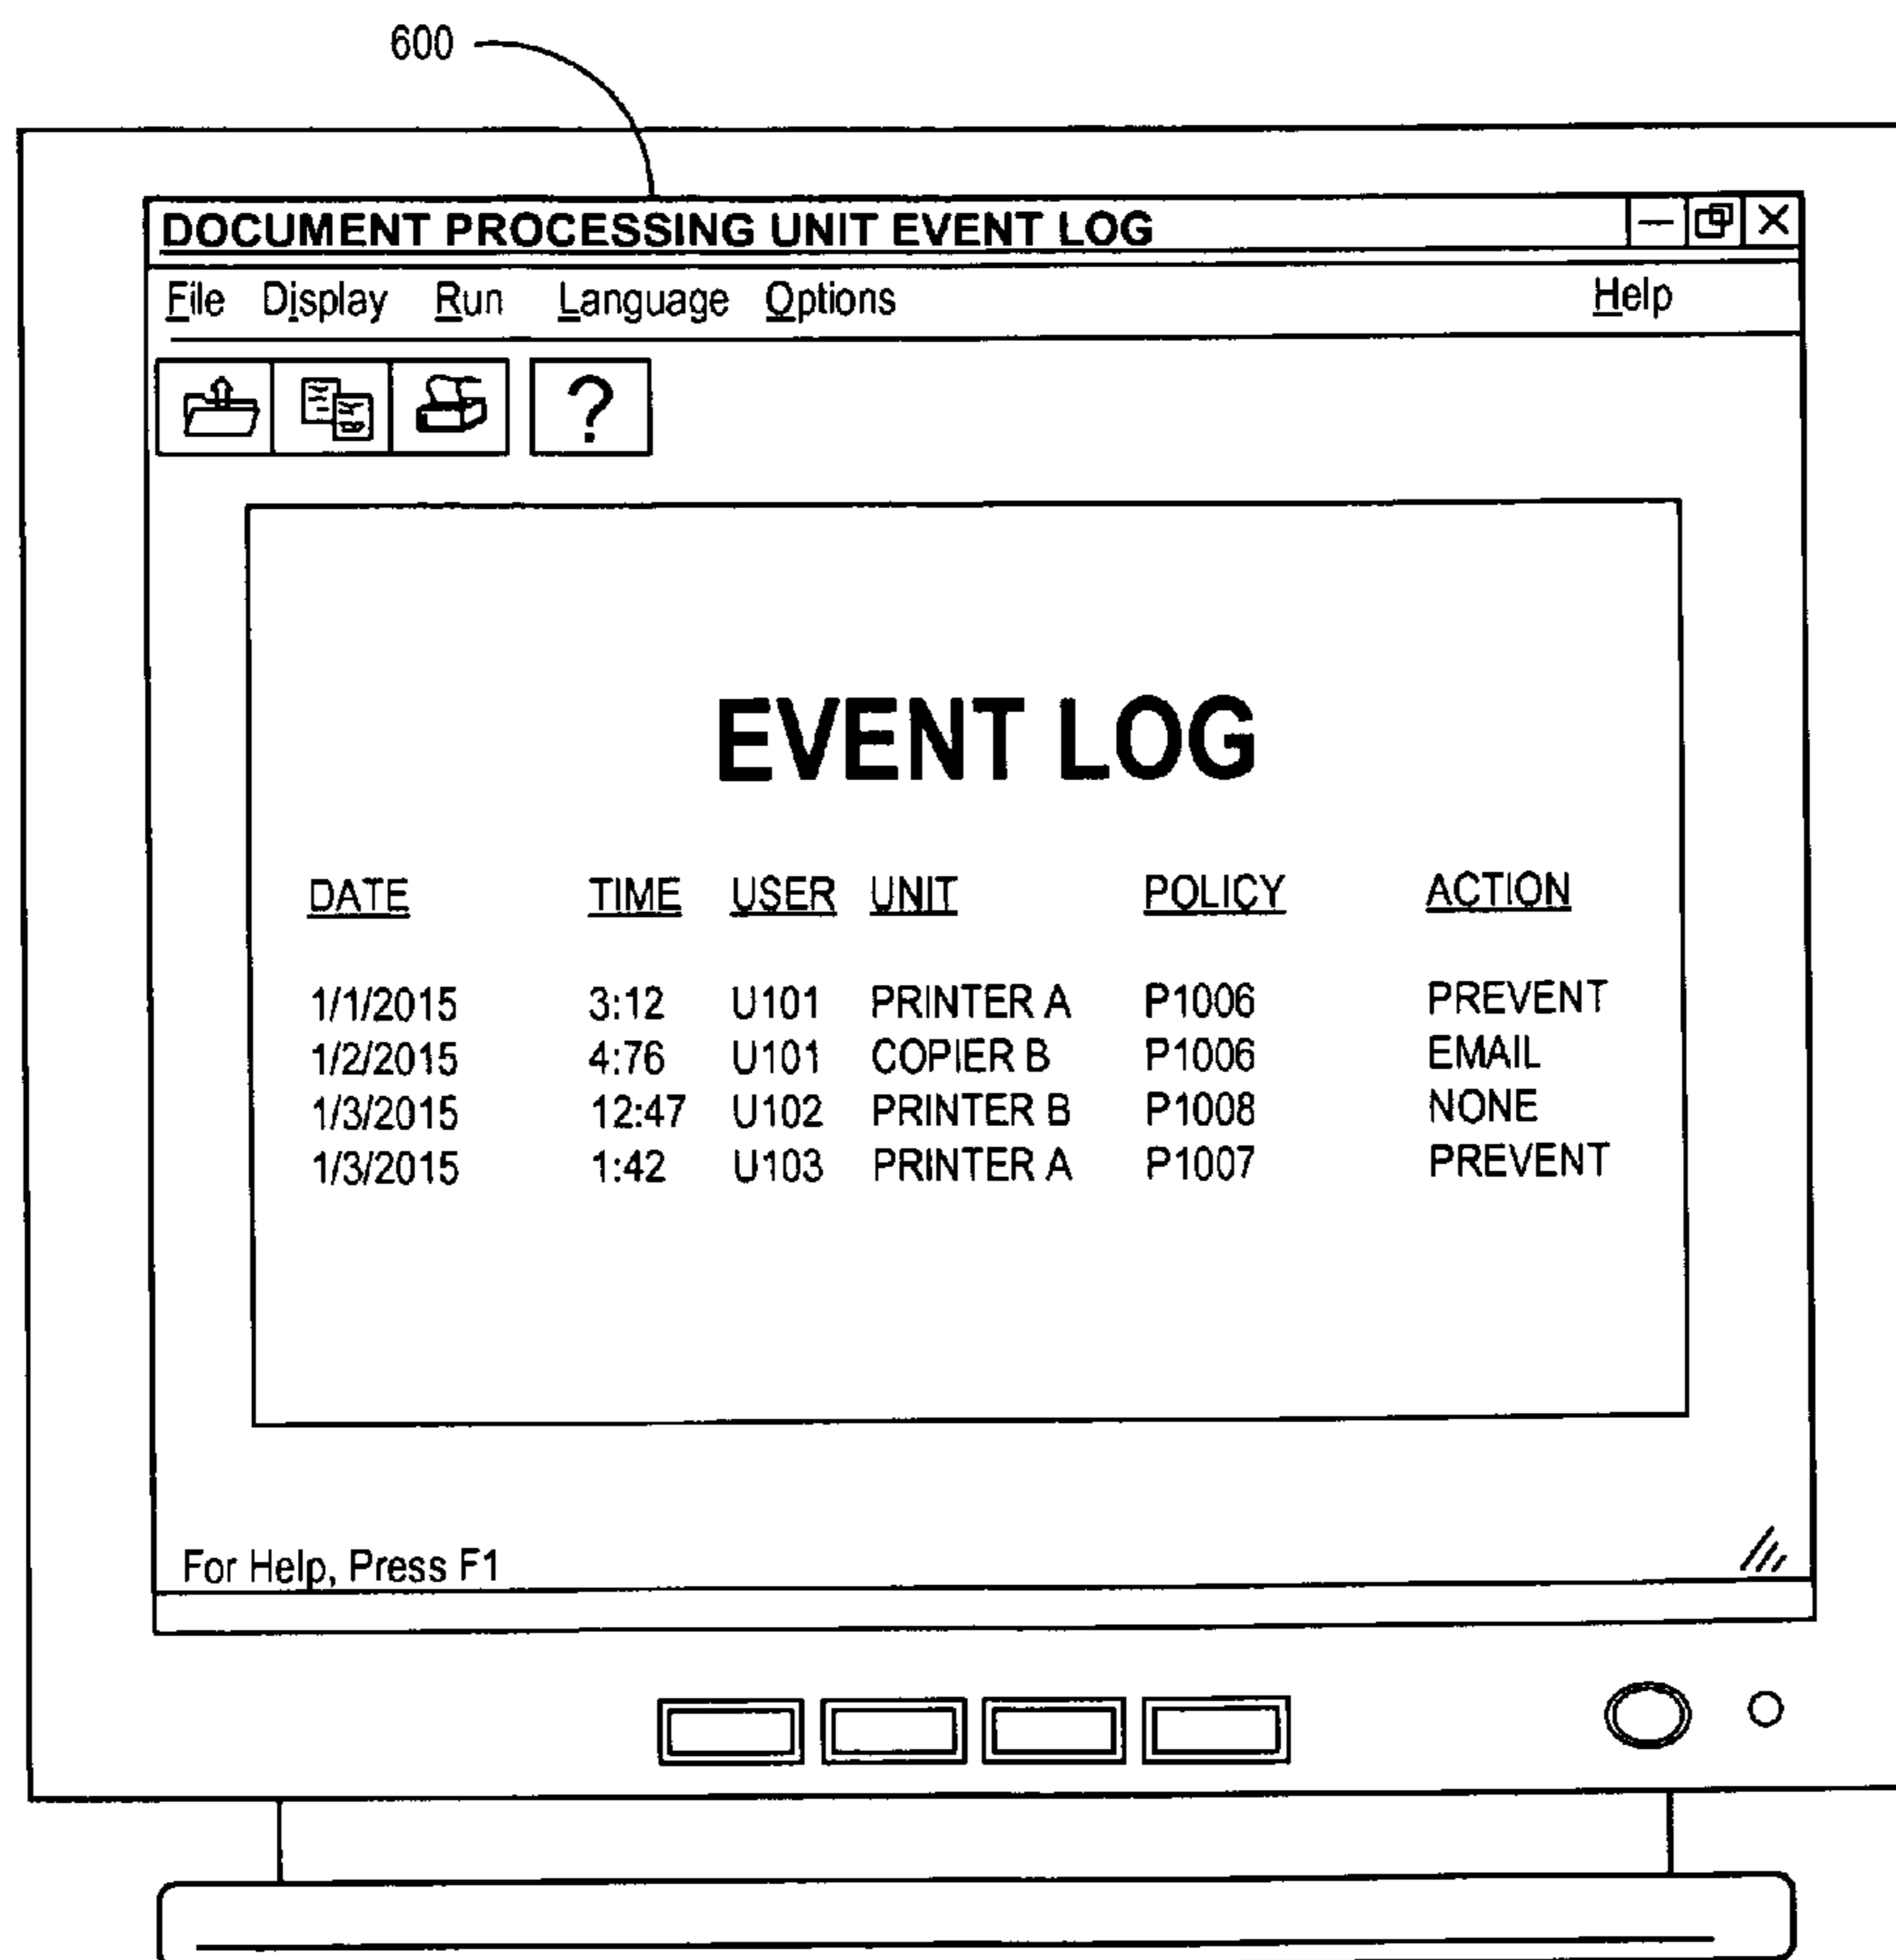 600
DOCUMENT PROCESSING UNIT EVENT LOG
File Display Run Language Options Help
?
EVENT LOG
DATE TIME USER UNIT POLICY ACTION
1/1/2015 3:12 U101 PRINTER A P1006 PREVENT
1/2/2015 4:76 U101 COPIER B P1006 EMAIL
1/3/2015 12:47 U102 PRINTER B P1008 NONE
1/3/2015 1:42 U103 PRINTER A P1007 PREVENT
For Help, Press F1